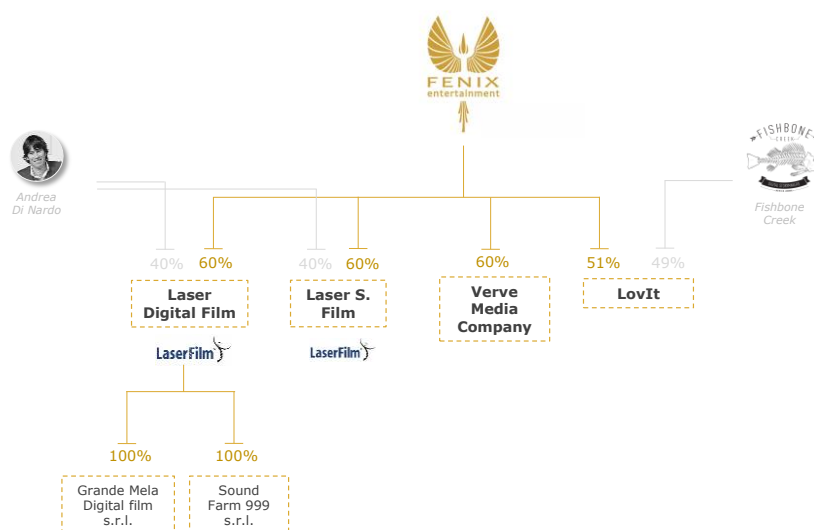 FENIX
entertainment
FISHBONE
CREEK
Andrea
Di Nardo
Fishbone
Creek
40% 60% 40% 60% 60% 51% 49%
Laser
Digital Film
Laser S.
Film
Verve
Media
Company
LovIt
LaserFilm
LaserFilm
100% 100%
Grande Mela
Digital film
s.r.l.
Sound
Farm 999
s.r.l.